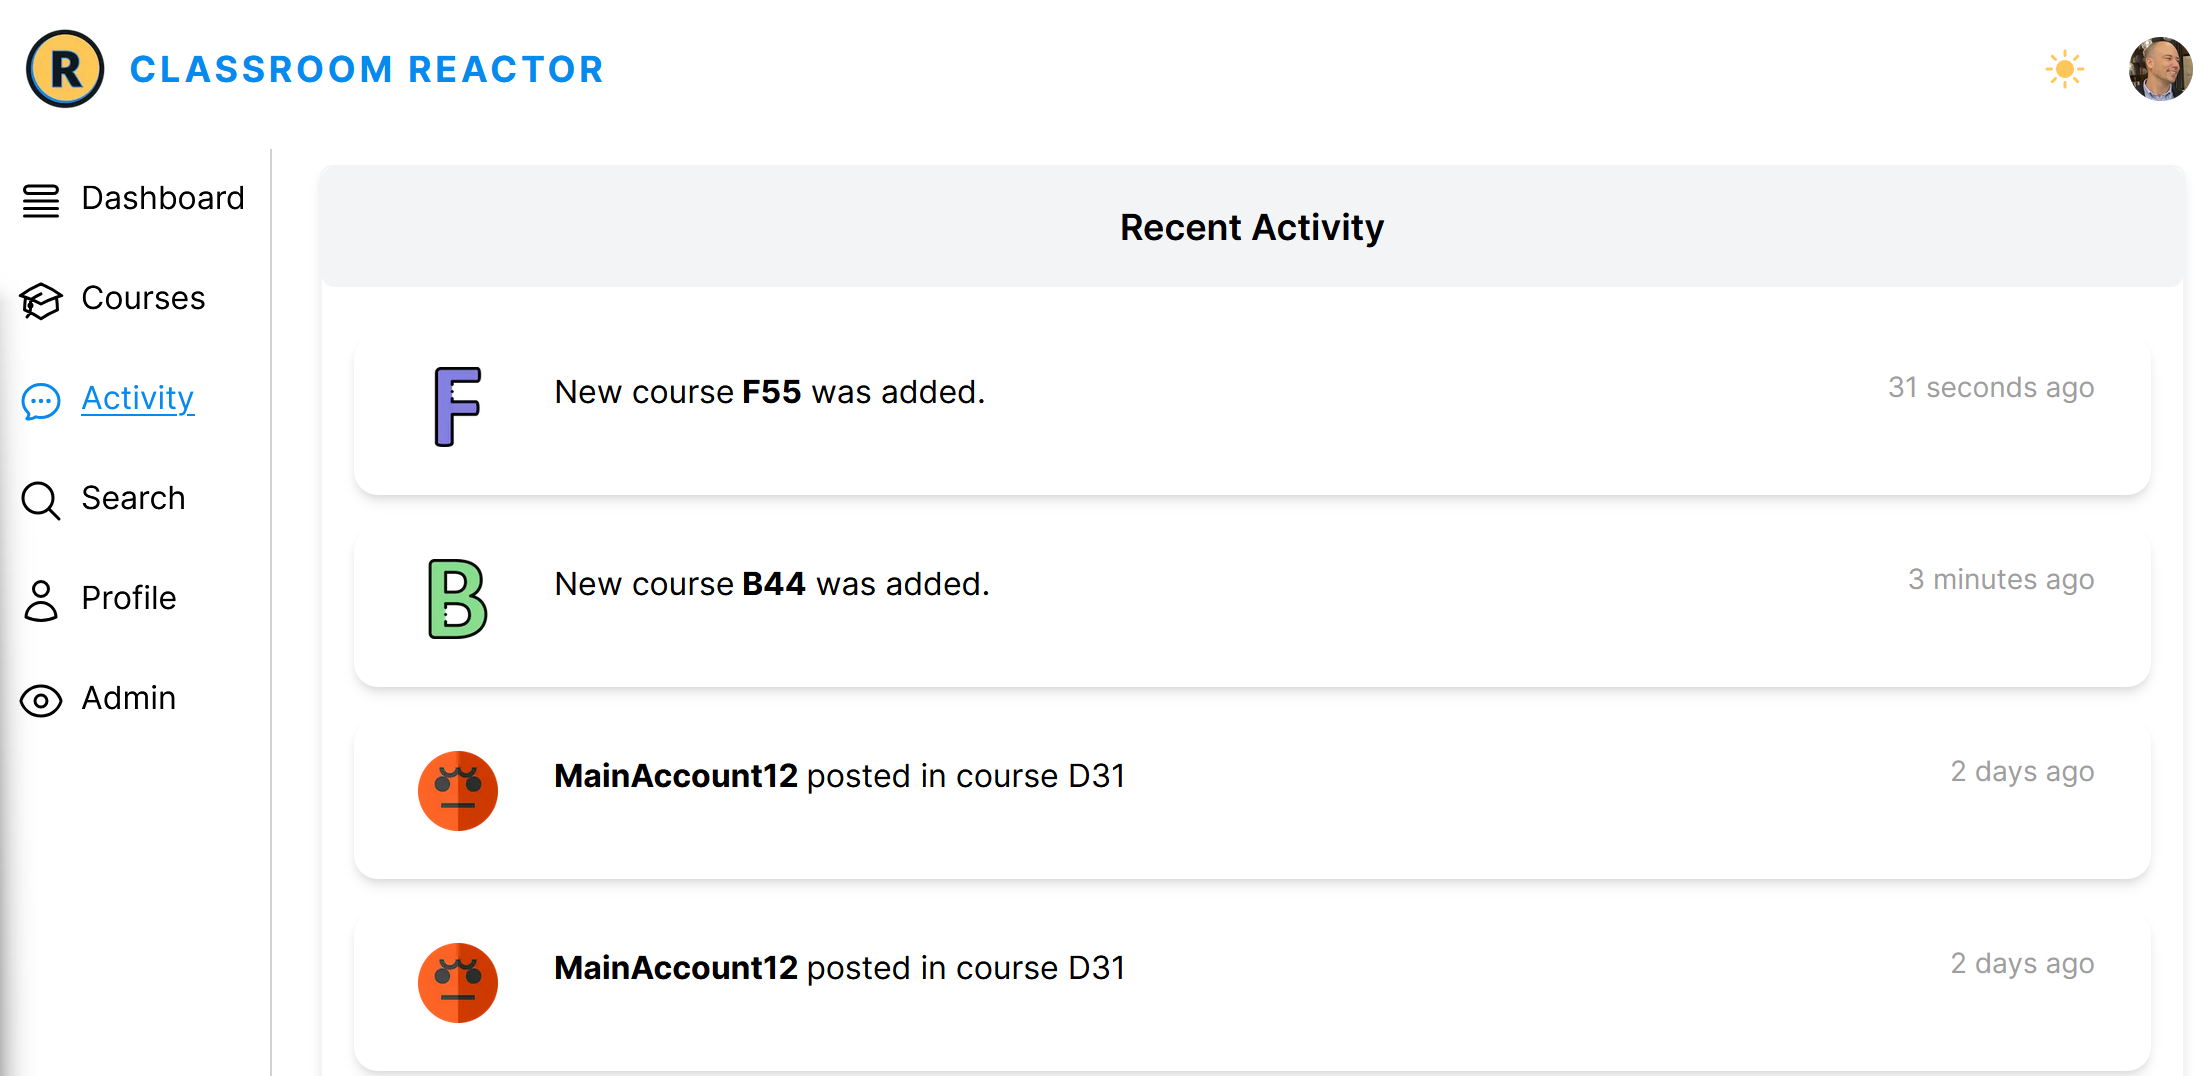 R CLASSROOM REACTOR
Dashboard
Courses
Activity
Search
Profile
Admin
Recent Activity
F New course F55 was added. 31 seconds ago
B New course B44 was added. 3 minutes ago
MainAccount12 posted in course D31 2 days ago
MainAccount12 posted in course D31 2 days ago